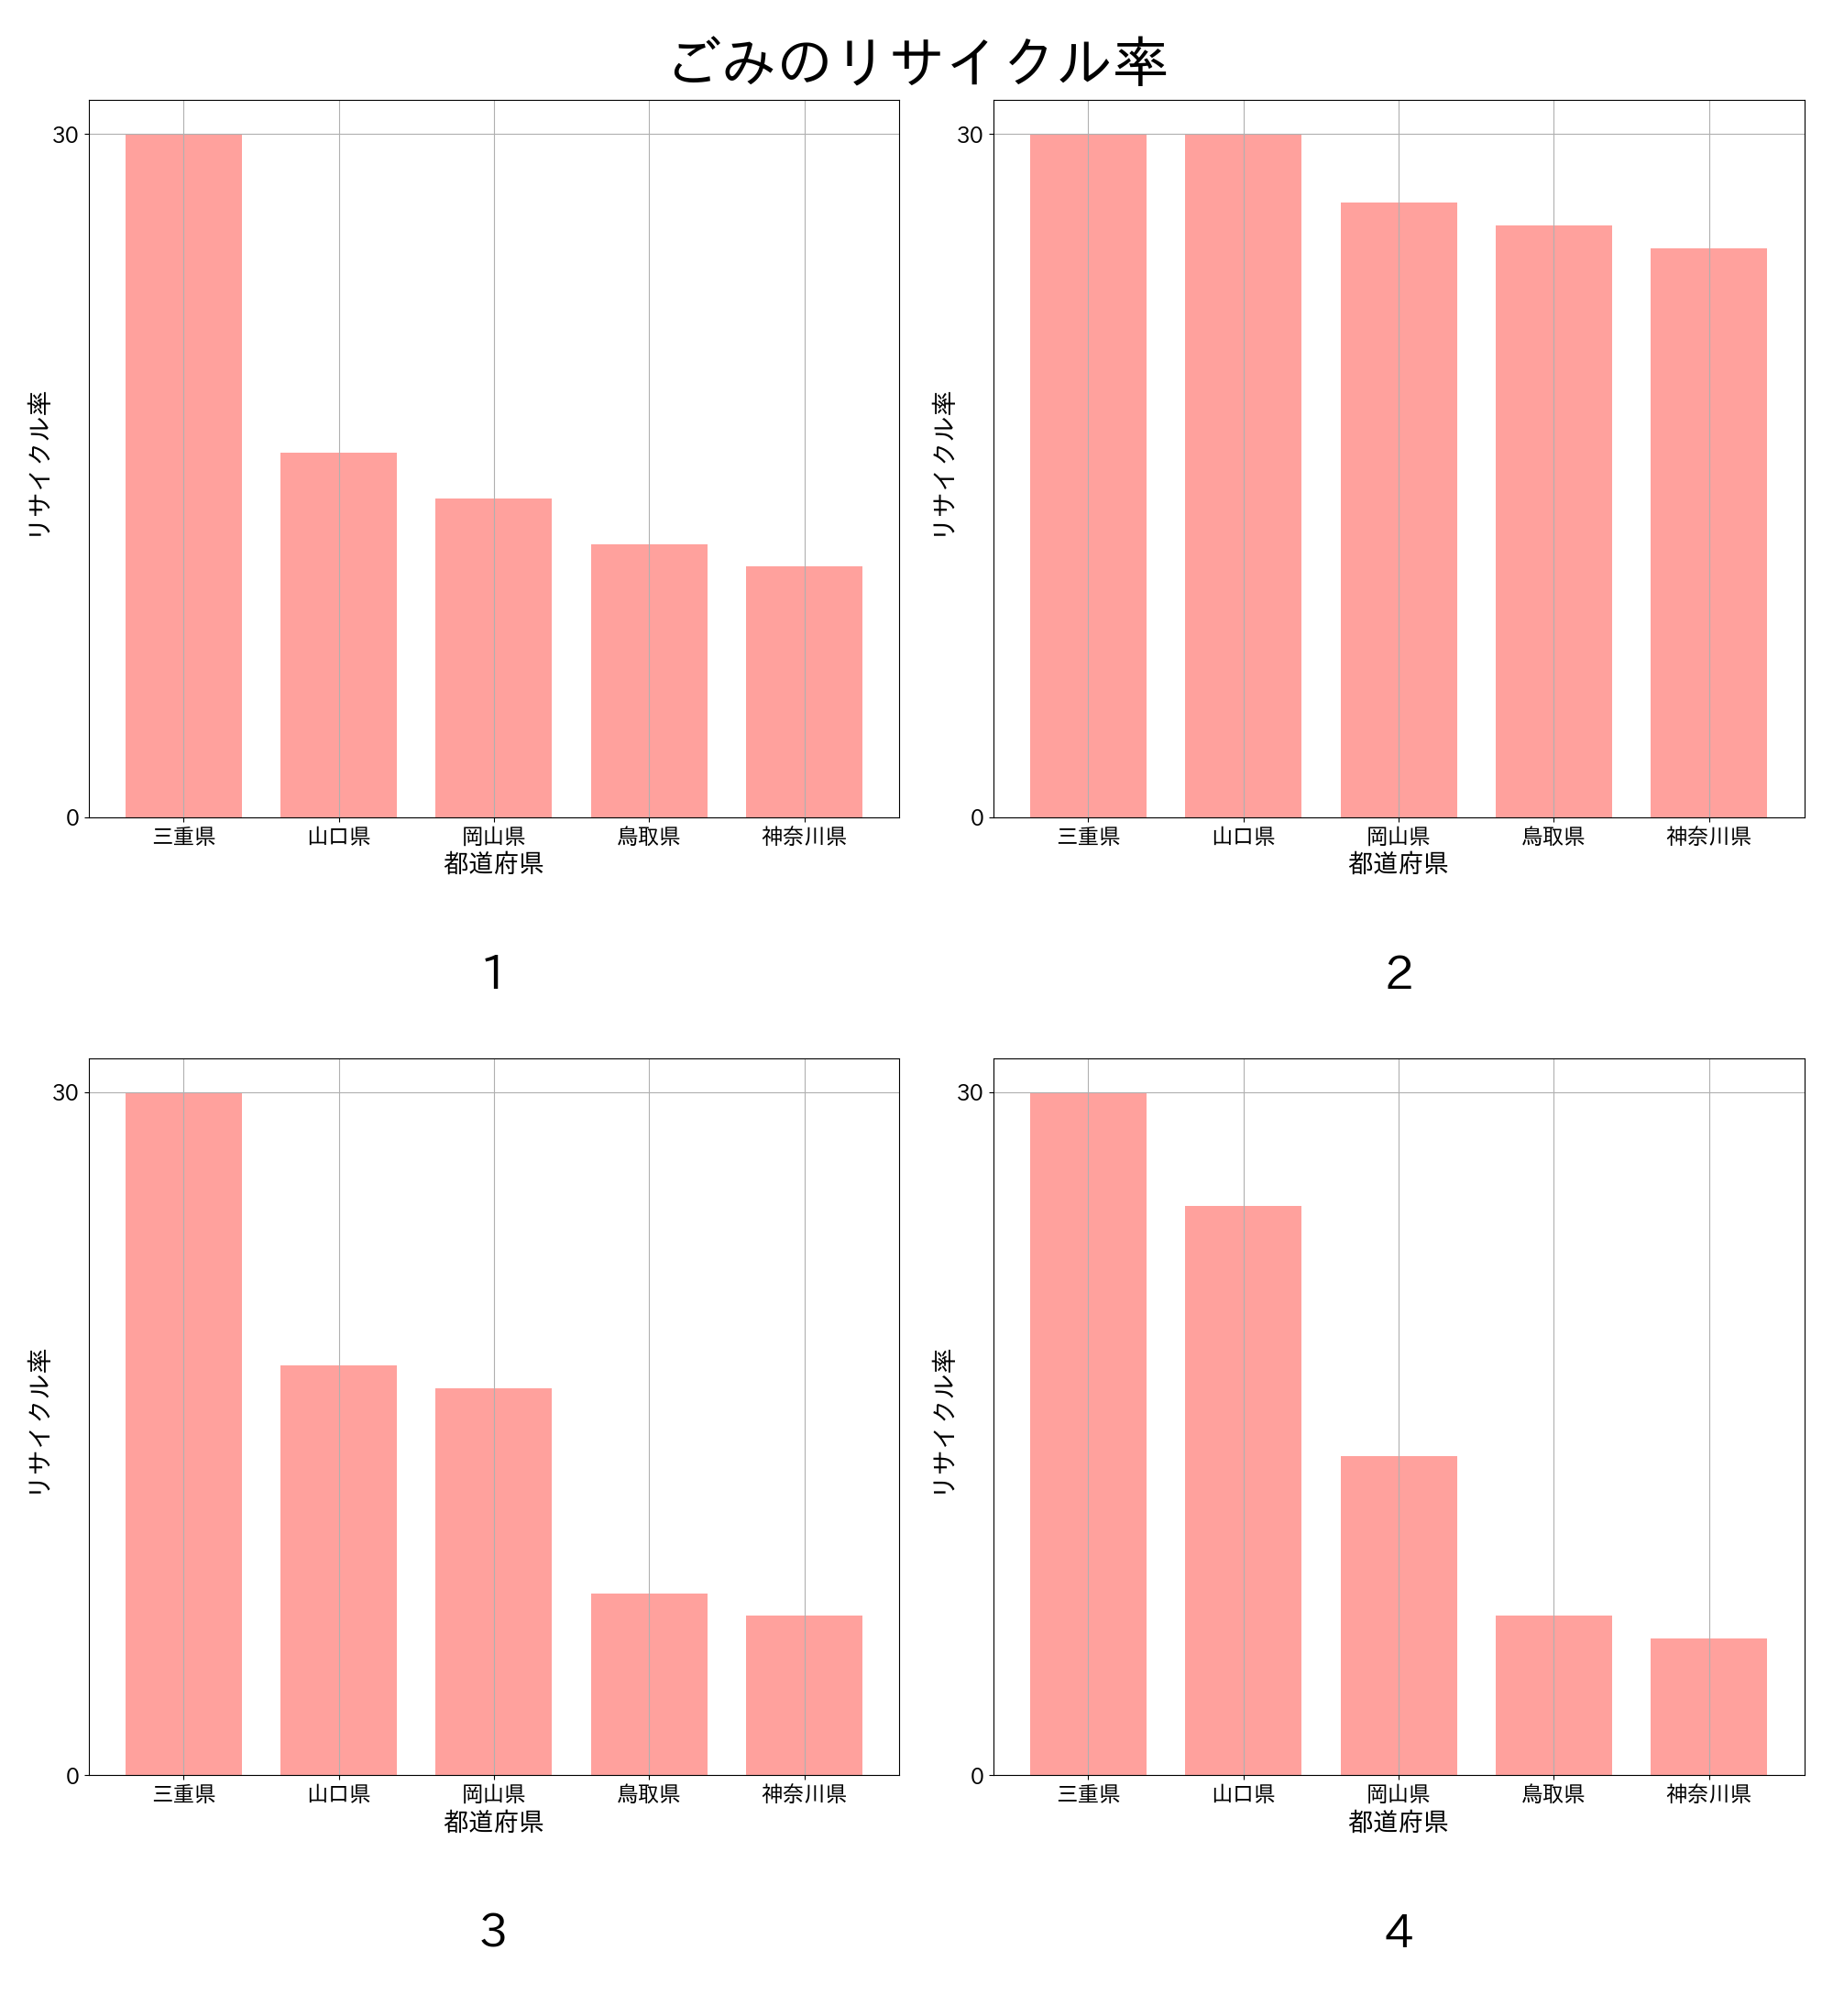 ごみのリサイクル率
30
0
リサイクル率
三重県 山口県 岡山県 鳥取県 神奈川県
都道府県
1
30
0
リサイクル率
三重県 山口県 岡山県 鳥取県 神奈川県
都道府県
2
30
0
リサイクル率
三重県 山口県 岡山県 鳥取県 神奈川県
都道府県
3
30
0
リサイクル率
三重県 山口県 岡山県 鳥取県 神奈川県
都道府県
4